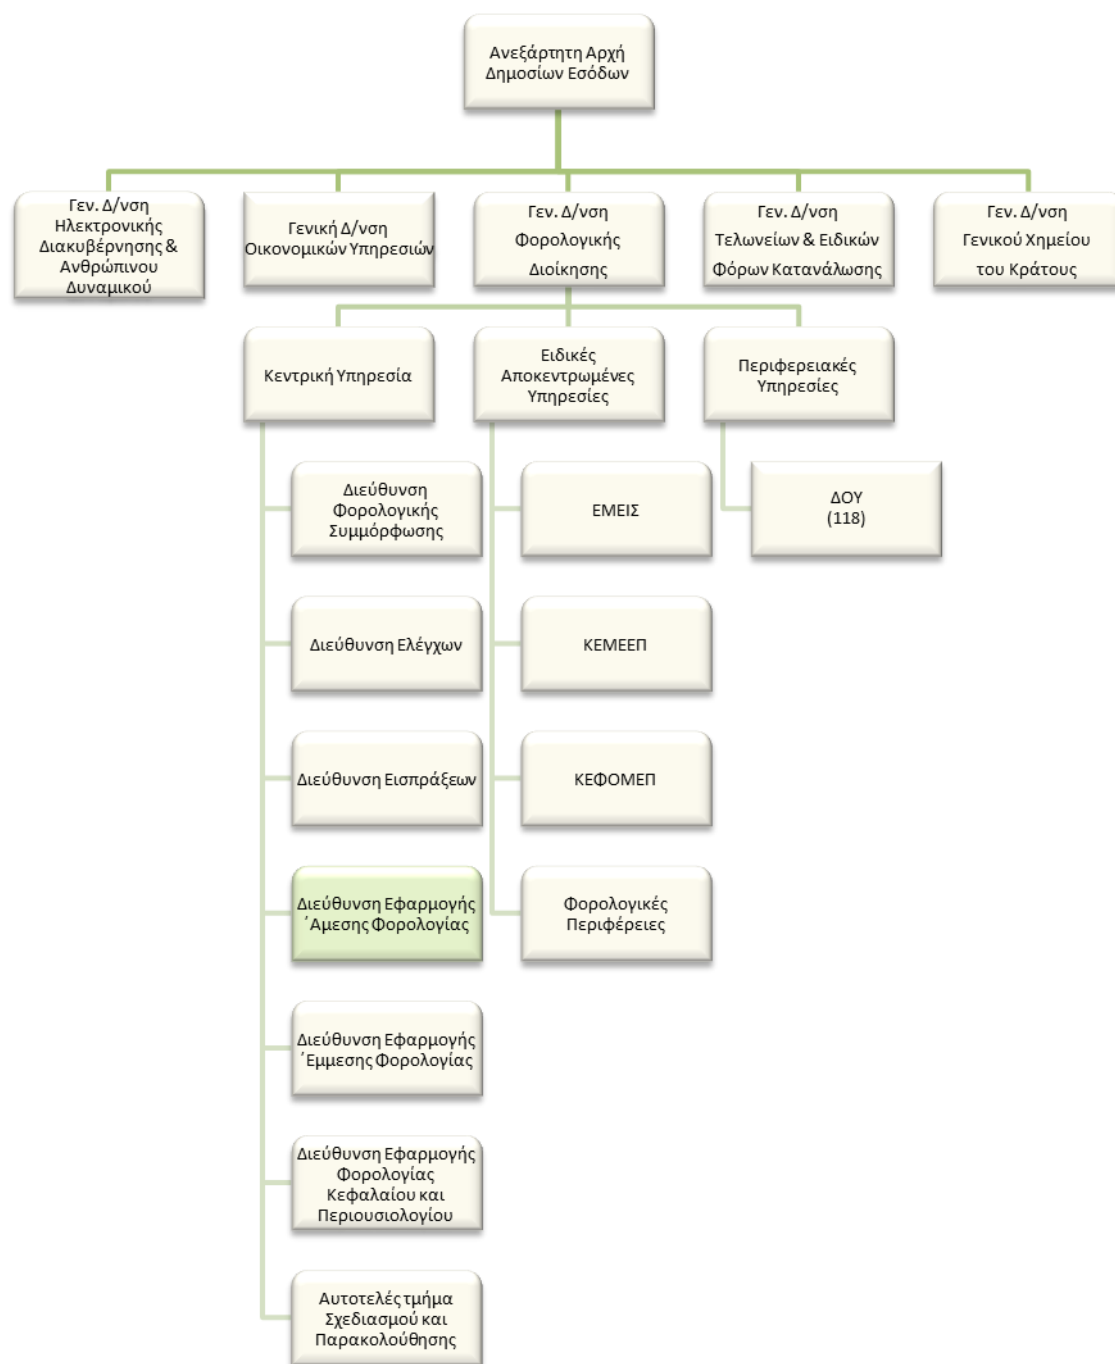 Ανεξάρτητη Αρχή
Δημοσίων Εσόδων
Γεν. Δ/νση
Ηλεκτρονικής
Διακυβέρνησης &
Ανθρώπινου
Δυναμικού
Γενική Δ/νση
Οικονομικών Υπηρεσιών
Γεν. Δ/νση
Φορολογικής
Διοίκησης
Γεν. Δ/νση
Τελωνείων & Ειδικών
Φόρων Κατανάλωσης
Γεν. Δ/νση
Γενικού Χημείου
του Κράτους
Κεντρική Υπηρεσία
Ειδικές
Αποκεντρωμένες
Υπηρεσίες
Περιφερειακές
Υπηρεσίες
Διεύθυνση
Φορολογικής
Συμμόρφωσης
ΕΜΕΙΣ
ΔΟΥ
(118)
Διεύθυνση Ελέγχων
ΚΕΜΕΕΠ
Διεύθυνση Εισπράξεων
ΚΕΦΟΜΕΠ
Διεύθυνση Εφαρμογής
΄Αμεσης Φορολογίας
Φορολογικές
Περιφέρειες
Διεύθυνση Εφαρμογής
΄Εμμεσης Φορολογίας
Διεύθυνση Εφαρμογής
Φορολογίας
Κεφαλαίου και
Περιουσιολογίου
Αυτοτελές τμήμα
Σχεδιασμού και
Παρακολούθησης